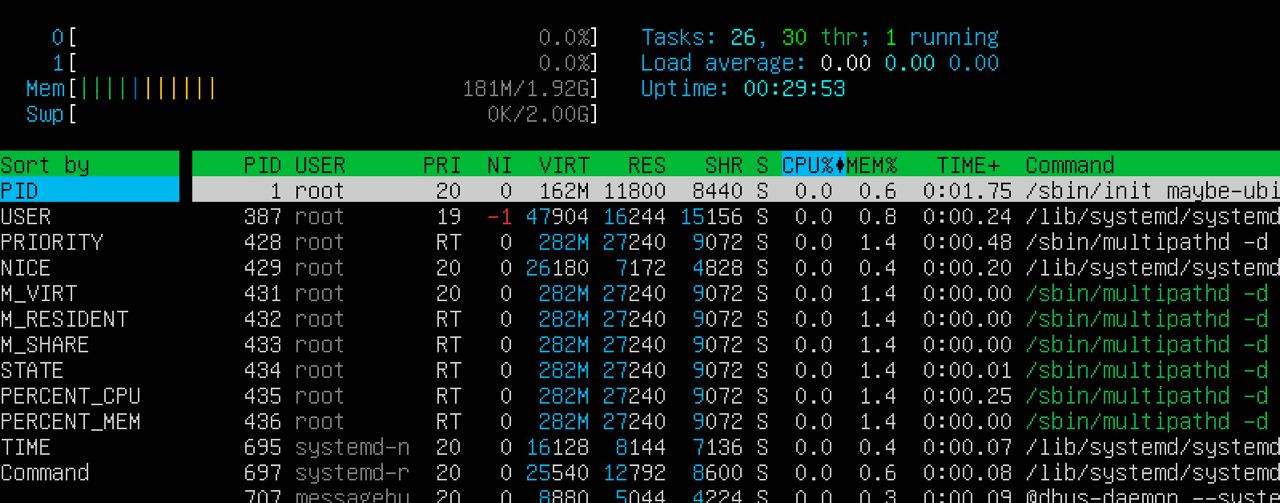 0[ 0.0%] Tasks: 26, 30 thr; 1 running
1[ 0.0%] Load average: 0.00 0.00 0.00
Mem[||||||||||| 181M/1.92G] Uptime: 00:29:53
Swp[ 0K/2.00G]
Sort by PID USER PRI NI VIRT RES SHR S CPU%♦MEM% TIME+ Command
PID 1 root 20 0 162M 11800 8440 S 0.0 0.6 0:01.75 /sbin/init maybe-ubi
USER 387 root 19 -1 47904 16244 15156 S 0.0 0.8 0:00.24 /lib/systemd/systemd
PRIORITY 428 root RT 0 282M 27240 9072 S 0.0 1.4 0:00.48 /sbin/multipathd -d
NICE 429 root 20 0 26180 7172 4828 S 0.0 0.4 0:00.20 /lib/systemd/systemd
M_VIRT 431 root 20 0 282M 27240 9072 S 0.0 1.4 0:00.00 /sbin/multipathd -d
M_RESIDENT 432 root RT 0 282M 27240 9072 S 0.0 1.4 0:00.00 /sbin/multipathd -d
M_SHARE 433 root RT 0 282M 27240 9072 S 0.0 1.4 0:00.00 /sbin/multipathd -d
STATE 434 root RT 0 282M 27240 9072 S 0.0 1.4 0:00.01 /sbin/multipathd -d
PERCENT_CPU 435 root RT 0 282M 27240 9072 S 0.0 1.4 0:00.25 /sbin/multipathd -d
PERCENT_MEM 436 root RT 0 282M 27240 9072 S 0.0 1.4 0:00.00 /sbin/multipathd -d
TIME 695 systemd-n 20 0 16128 8144 7136 S 0.0 0.4 0:00.07 /lib/systemd/systemd
Command 697 systemd-r 20 0 25540 12792 8600 S 0.0 0.6 0:00.08 /lib/systemd/systemd
707 messagebu 20 0 8880 5044 4224 S 0.0 0.3 0:00.09 @dbus-daemon --system